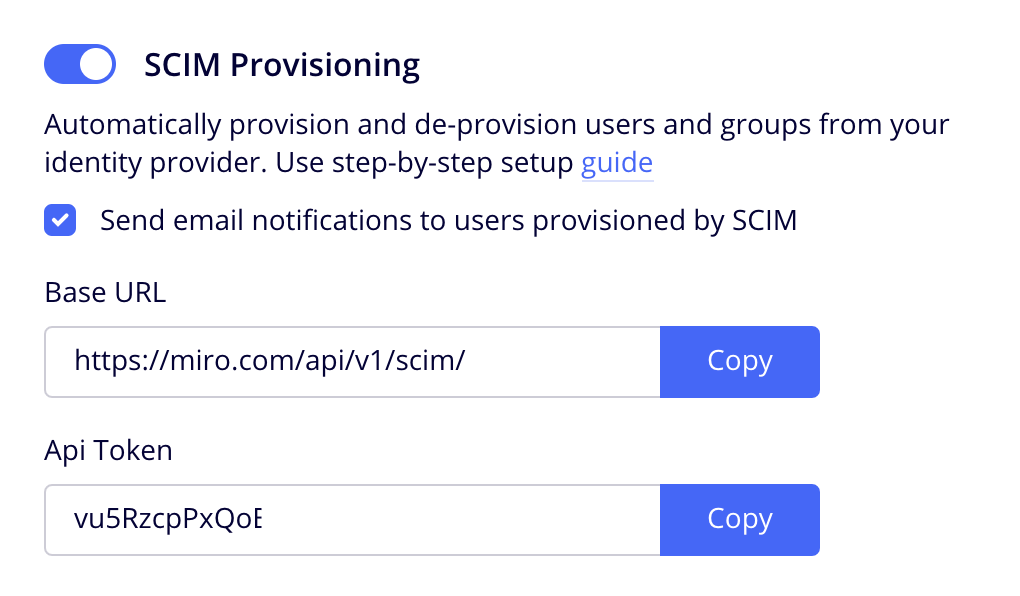 SCIM Provisioning
Automatically provision and de-provision users and groups from your
identity provider. Use step-by-step setup guide
Send email notifications to users provisioned by SCIM
Base URL
https://miro.com/api/v1/scim/
Copy
Api Token
Copy